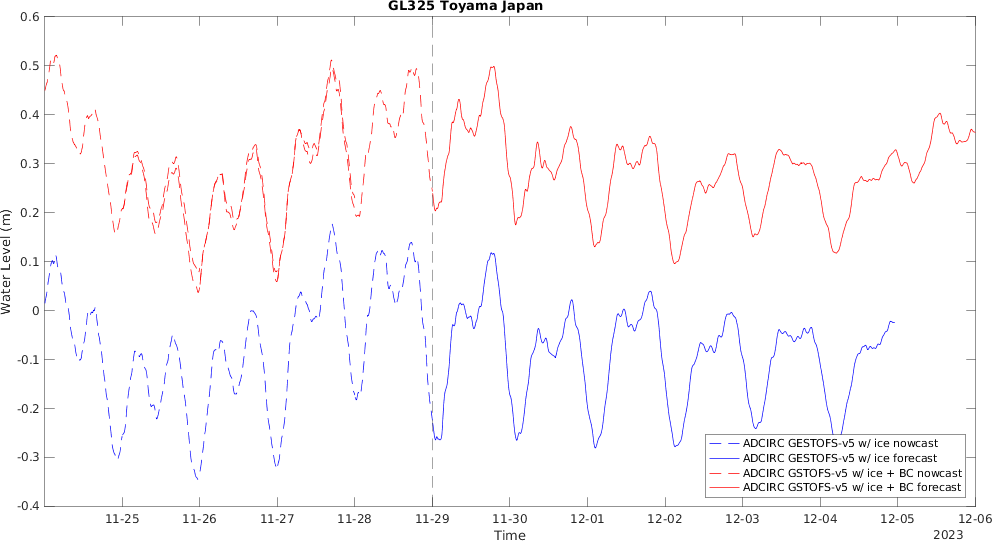 GL325 Toyama Japan
0.6
0.5
0.4
0.3
0.2
0.1
0
-0.1
-0.2
-0.3
-0.4
Water Level (m)
ADCIRC GESTOFS-v5 w/ ice nowcast
ADCIRC GESTOFS-v5 w/ ice forecast
ADCIRC GSTOFS-v5 w/ ice + BC nowcast
ADCIRC GSTOFS-v5 w/ ice + BC forecast
11-25 11-26 11-27 11-28 11-29 11-30 12-01 12-02 12-03 12-04 12-05 12-06
Time
2023